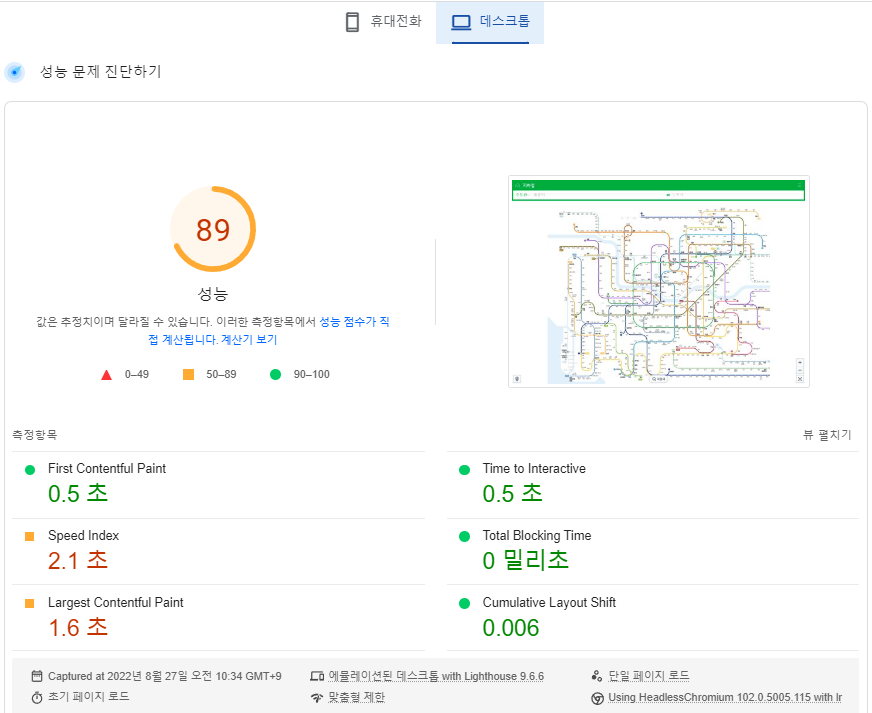 휴대전화
데스크톱
성능 문제 진단하기
89
성능
값은 추정치이며 달라질 수 있습니다. 이러한 측정항목에서 성능 점수가 직
접 계산됩니다. 계산기 보기
0–49
50–89
90–100
측정항목
뷰 펼치기
First Contentful Paint
0.5 초
Time to Interactive
0.5 초
Speed Index
2.1 초
Total Blocking Time
0 밀리초
Largest Contentful Paint
1.6 초
Cumulative Layout Shift
0.006
Captured at 2022년 8월 27일 오전 10:34 GMT+9
에뮬레이션된 데스크톱 with Lighthouse 9.6.6
단일 페이지 로드
초기 페이지 로드
맞춤형 제한
Using HeadlessChromium 102.0.5005.115 with lr